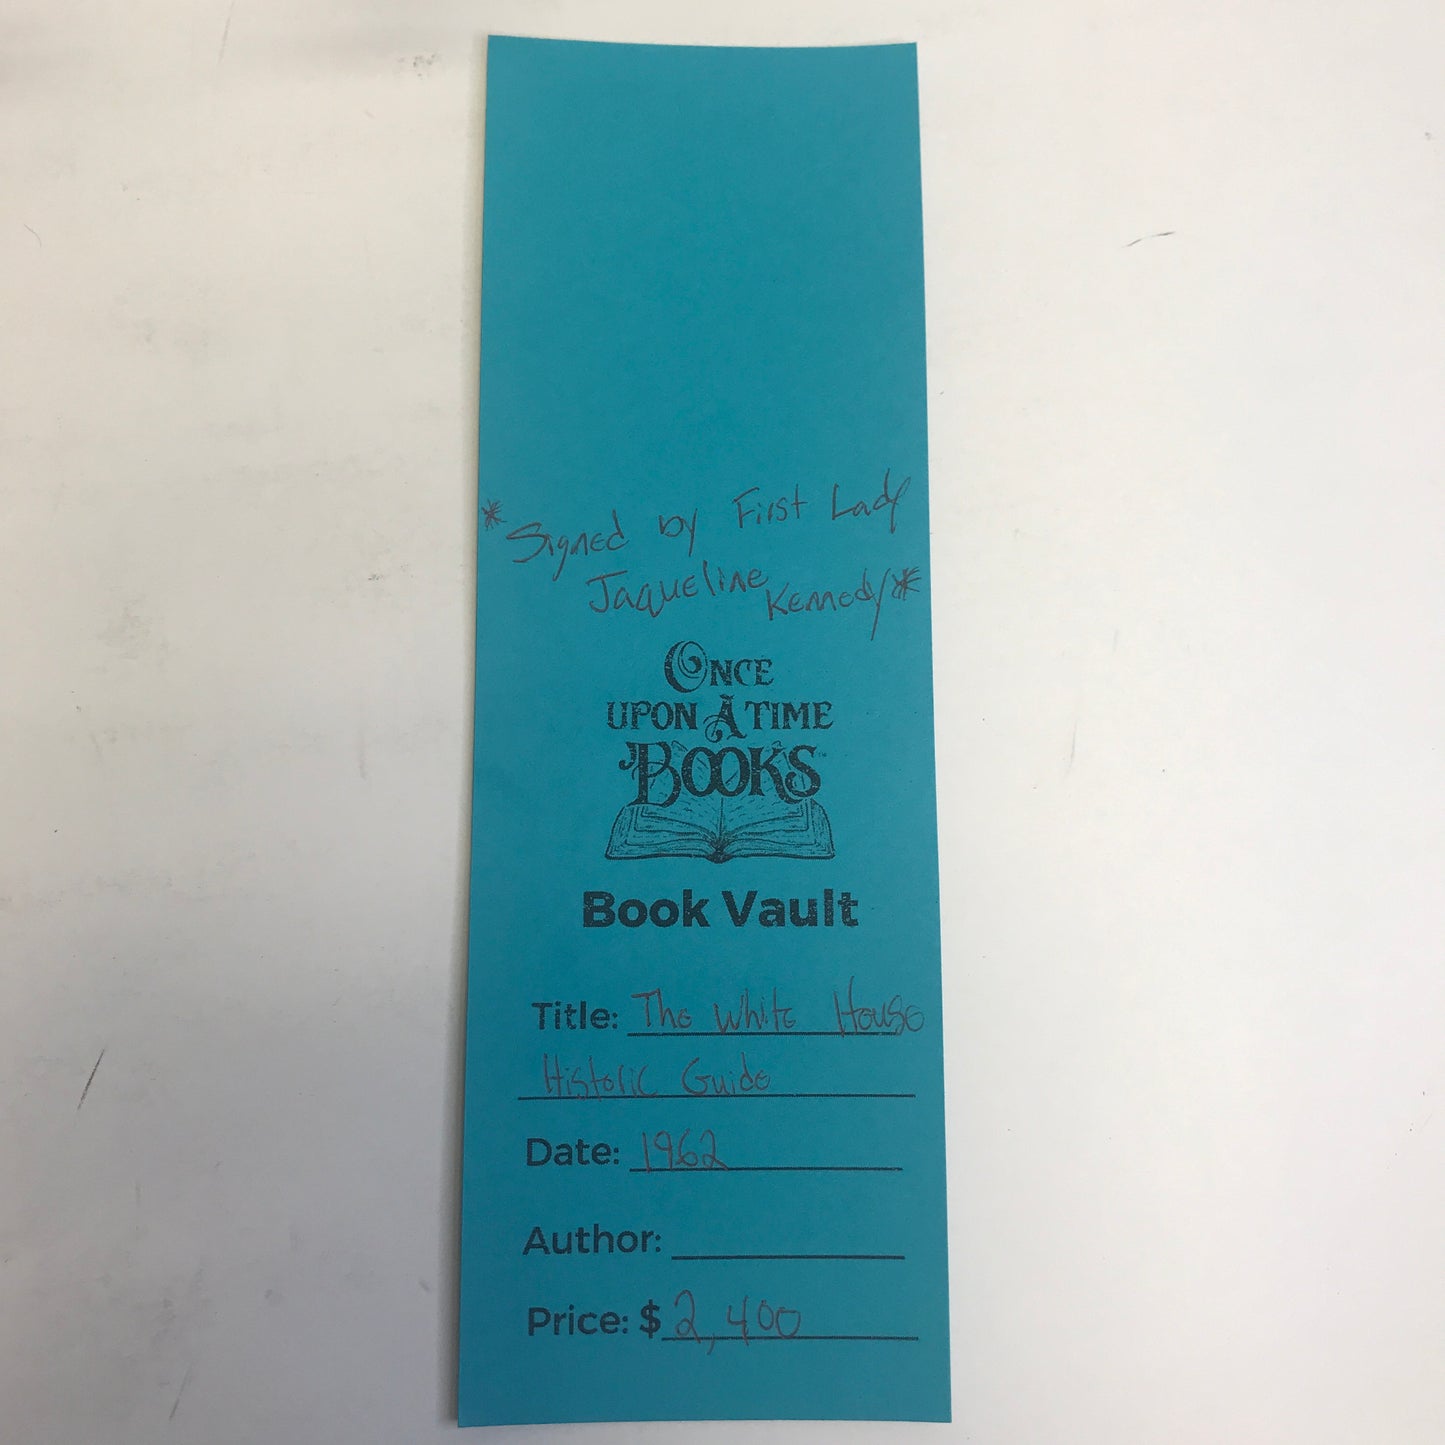 *Signed by First Lady
Jaqueline Kennedy*
ONCE
UPON A TIME
BOOKS™
Book Vault
Title: The White House
Historic Guide
Date: 1962
Author:
Price: $2,400